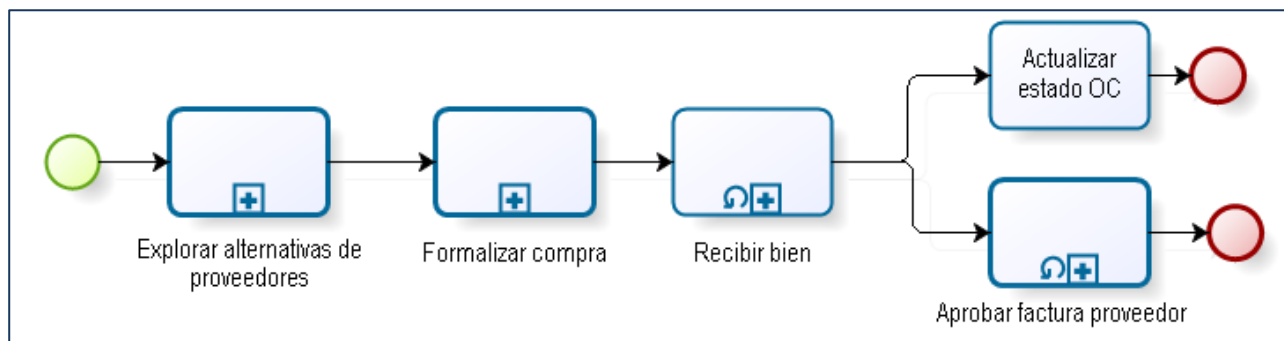 Actualizar
estado OC
Explorar alternativas de
proveedores
Formalizar compra
Recibir bien
Aprobar factura proveedor